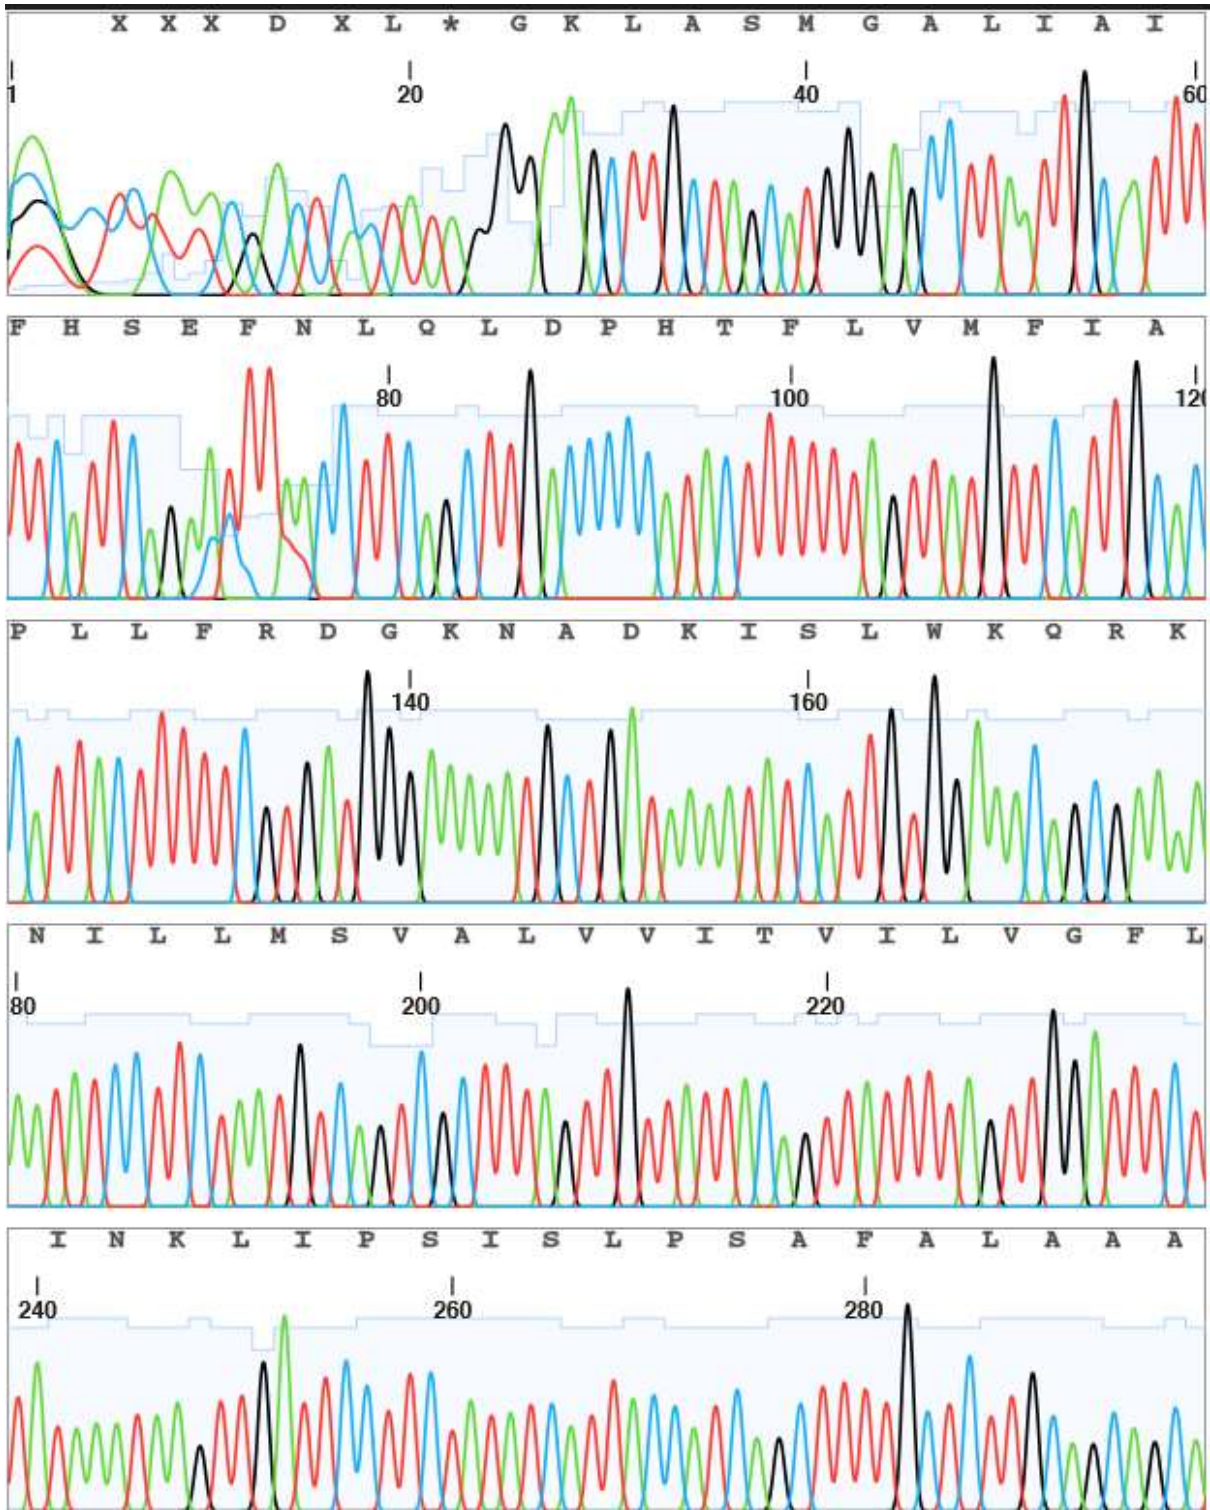 X X X D X L * G K L A S M G A L I A I
1 20 40 60
F H S E F N L Q L D P H T F L V M F I A
80 100 120
P L L F R D G K N A D K I S L W K Q R K
140 160
N I L L M S V A L V V I T V I L V G F L
80 200 220
I N K L I P S I S L P S A F A L A A A
240 260 280